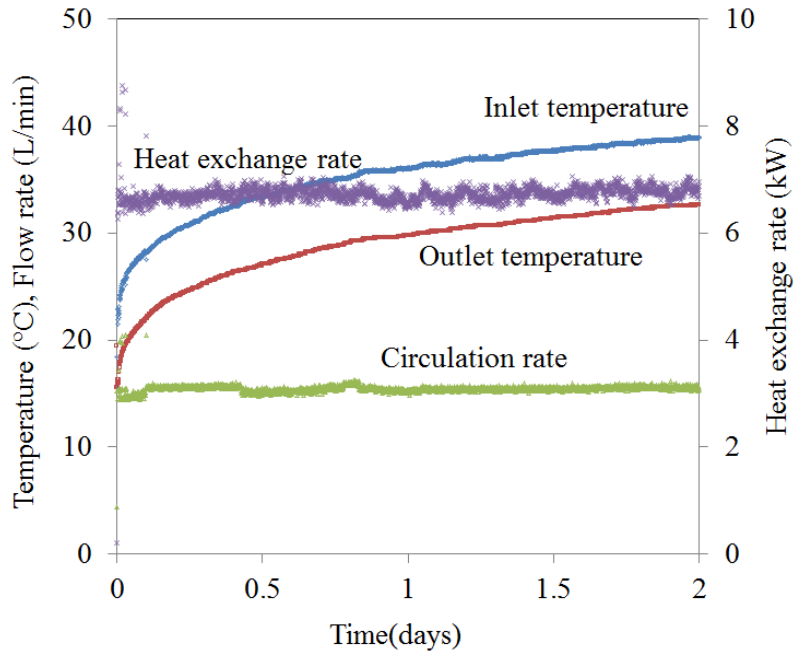 Temperature (°C), Flow rate (L/min)
50
40
30
20
10
0
Inlet temperature
Heat exchange rate
Outlet temperature
Circulation rate
10
8
6
4
2
0
Heat exchange rate (kW)
0
0.5
1
1.5
2
Time(days)